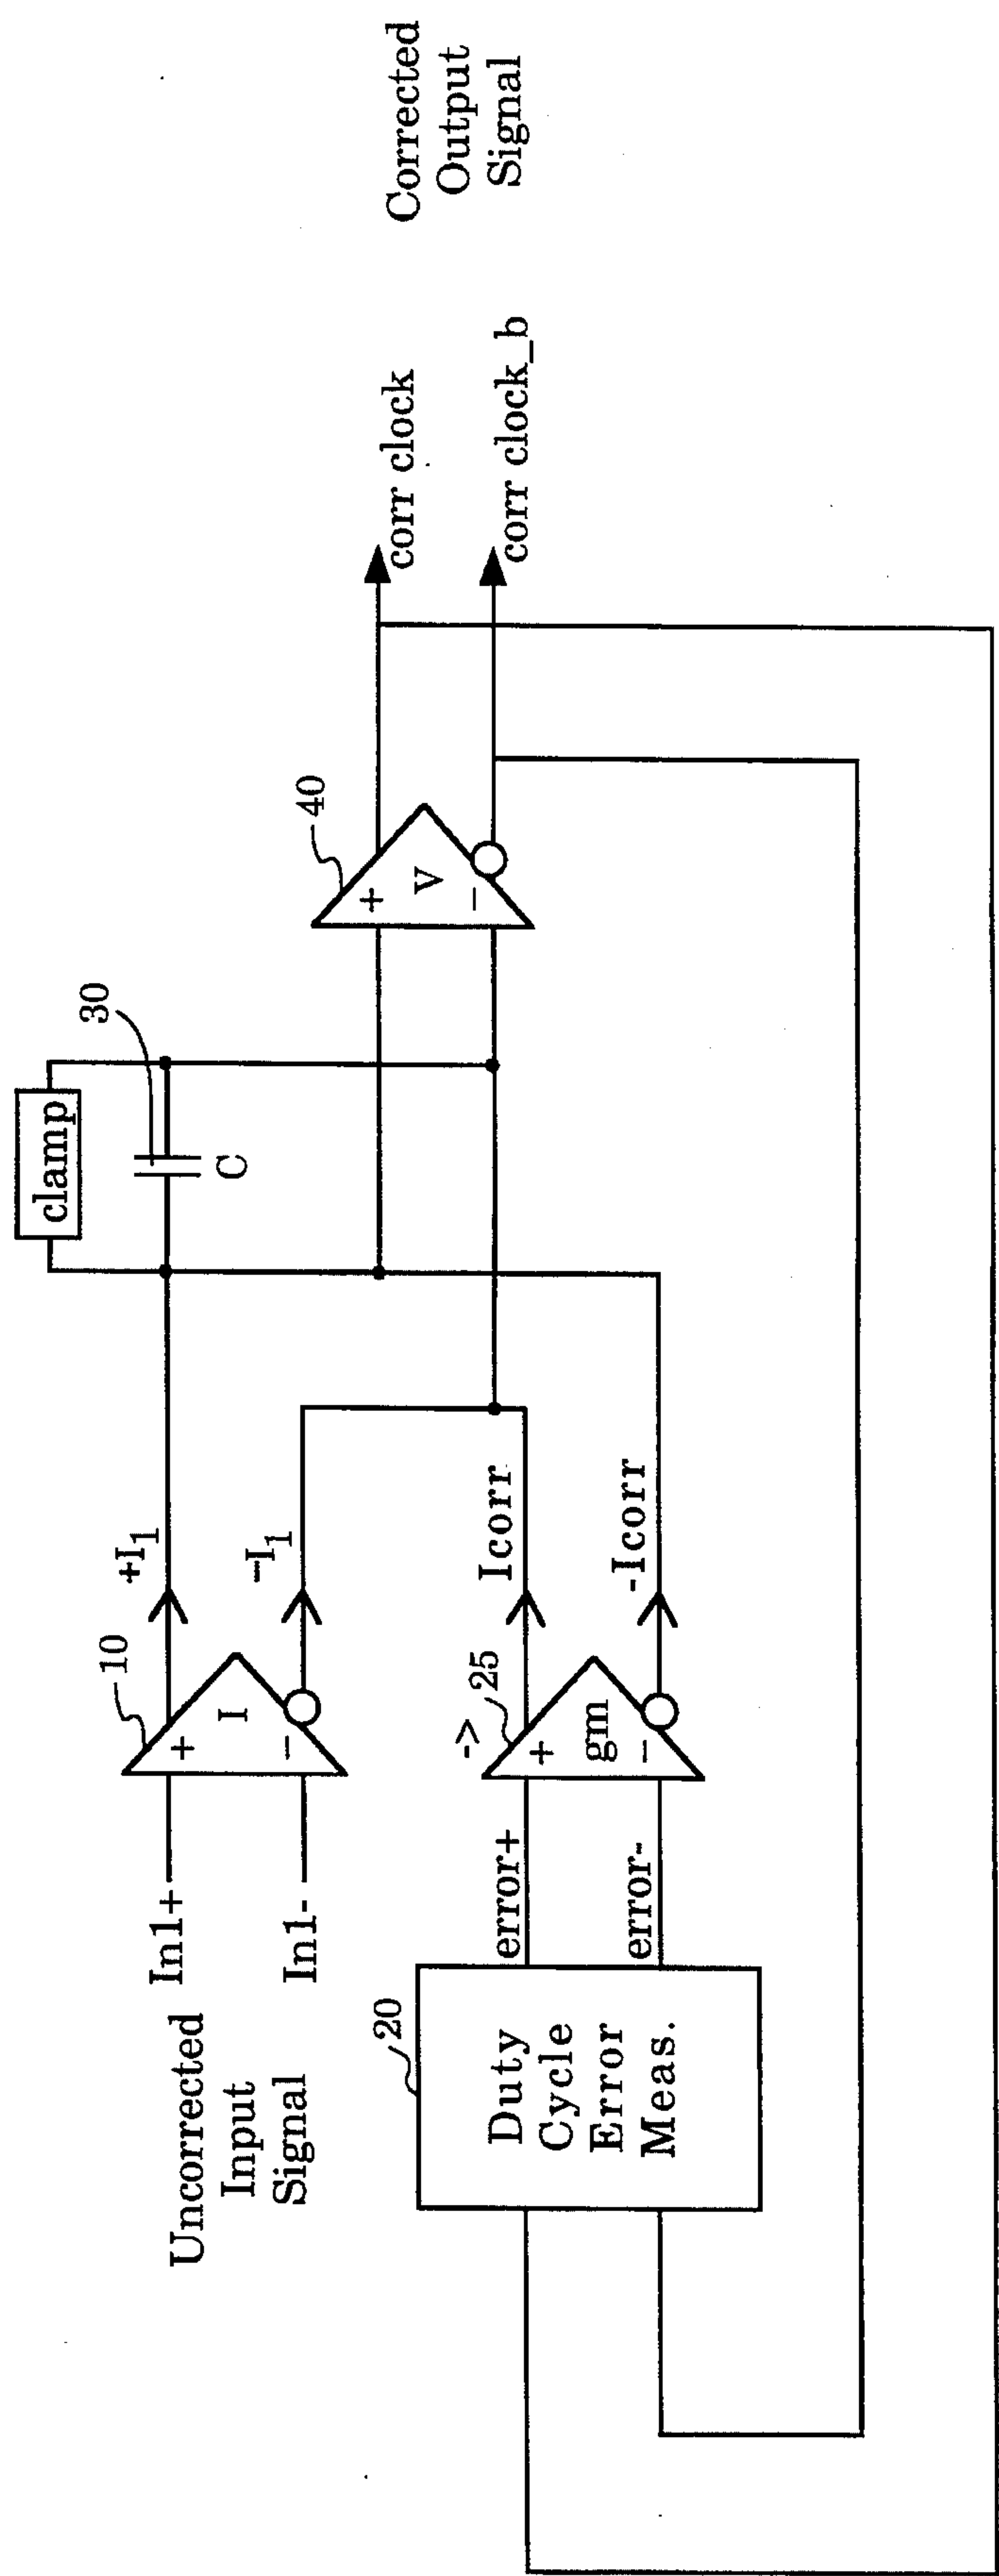 clamp
30
C
+I1
-I1
10
+
I
-
In1+
In1-
Uncorrected
Input
Signal
40
+
V
-
corr clock
corr clock_b
Corrected
Output
Signal
Icorr
-Icorr
->
25
+
gm
-
error+
error-
20
Duty
Cycle
Error
Meas.